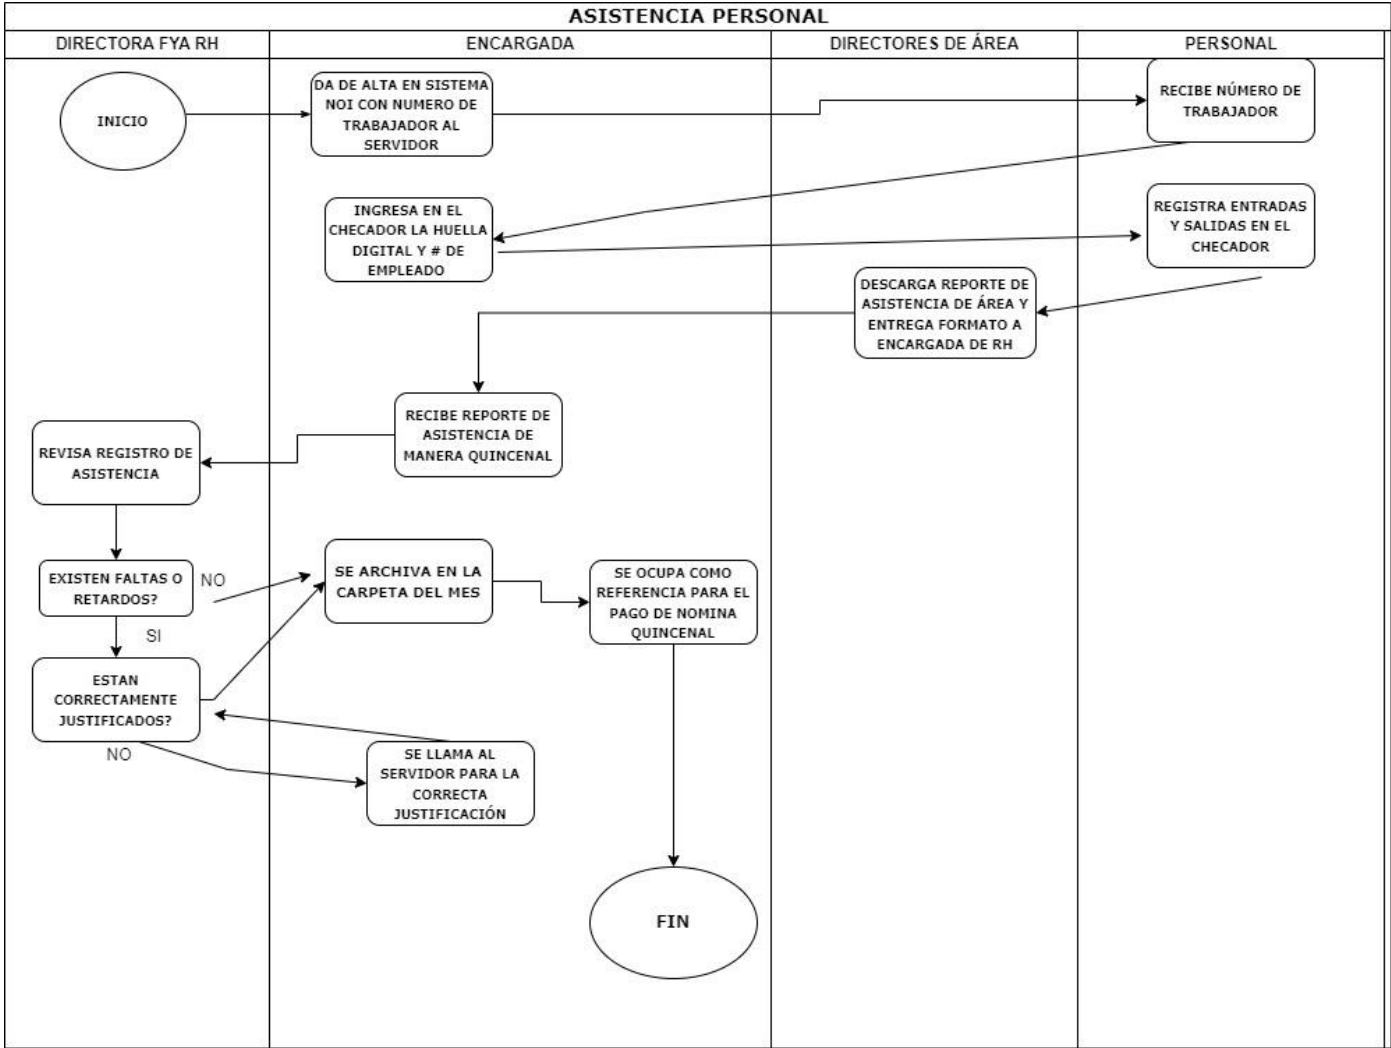 ASISTENCIA PERSONAL
DIRECTORA FYA RH
ENCARGADA
DIRECTORES DE ÁREA
PERSONAL
INICIO
DA DE ALTA EN SISTEMA
NOI CON NUMERO DE
TRABAJADOR AL
SERVIDOR
RECIBE NÚMERO DE
TRABAJADOR
INGRESA EN EL
CHECADOR LA HUELLA
DIGITAL Y # DE
EMPLEADO
REGISTRA ENTRADAS
Y SALIDAS EN EL
CHECADOR
DESCARGA REPORTE DE
ASISTENCIA DE ÁREA Y
ENTREGA FORMATO A
ENCARGADA DE RH
RECIBE REPORTE DE
ASISTENCIA DE
MANERA QUINCENAL
REVISA REGISTRO DE
ASISTENCIA
EXISTEN FALTAS O
RETARDOS?
NO
SI
SE ARCHIVA EN LA
CARPETA DEL MES
SE OCUPA COMO
REFERENCIA PARA EL
PAGO DE NOMINA
QUINCENAL
ESTAN
CORRECTAMENTE
JUSTIFICADOS?
NO
SE LLAMA AL
SERVIDOR PARA LA
CORRECTA
JUSTIFICACIÓN
FIN